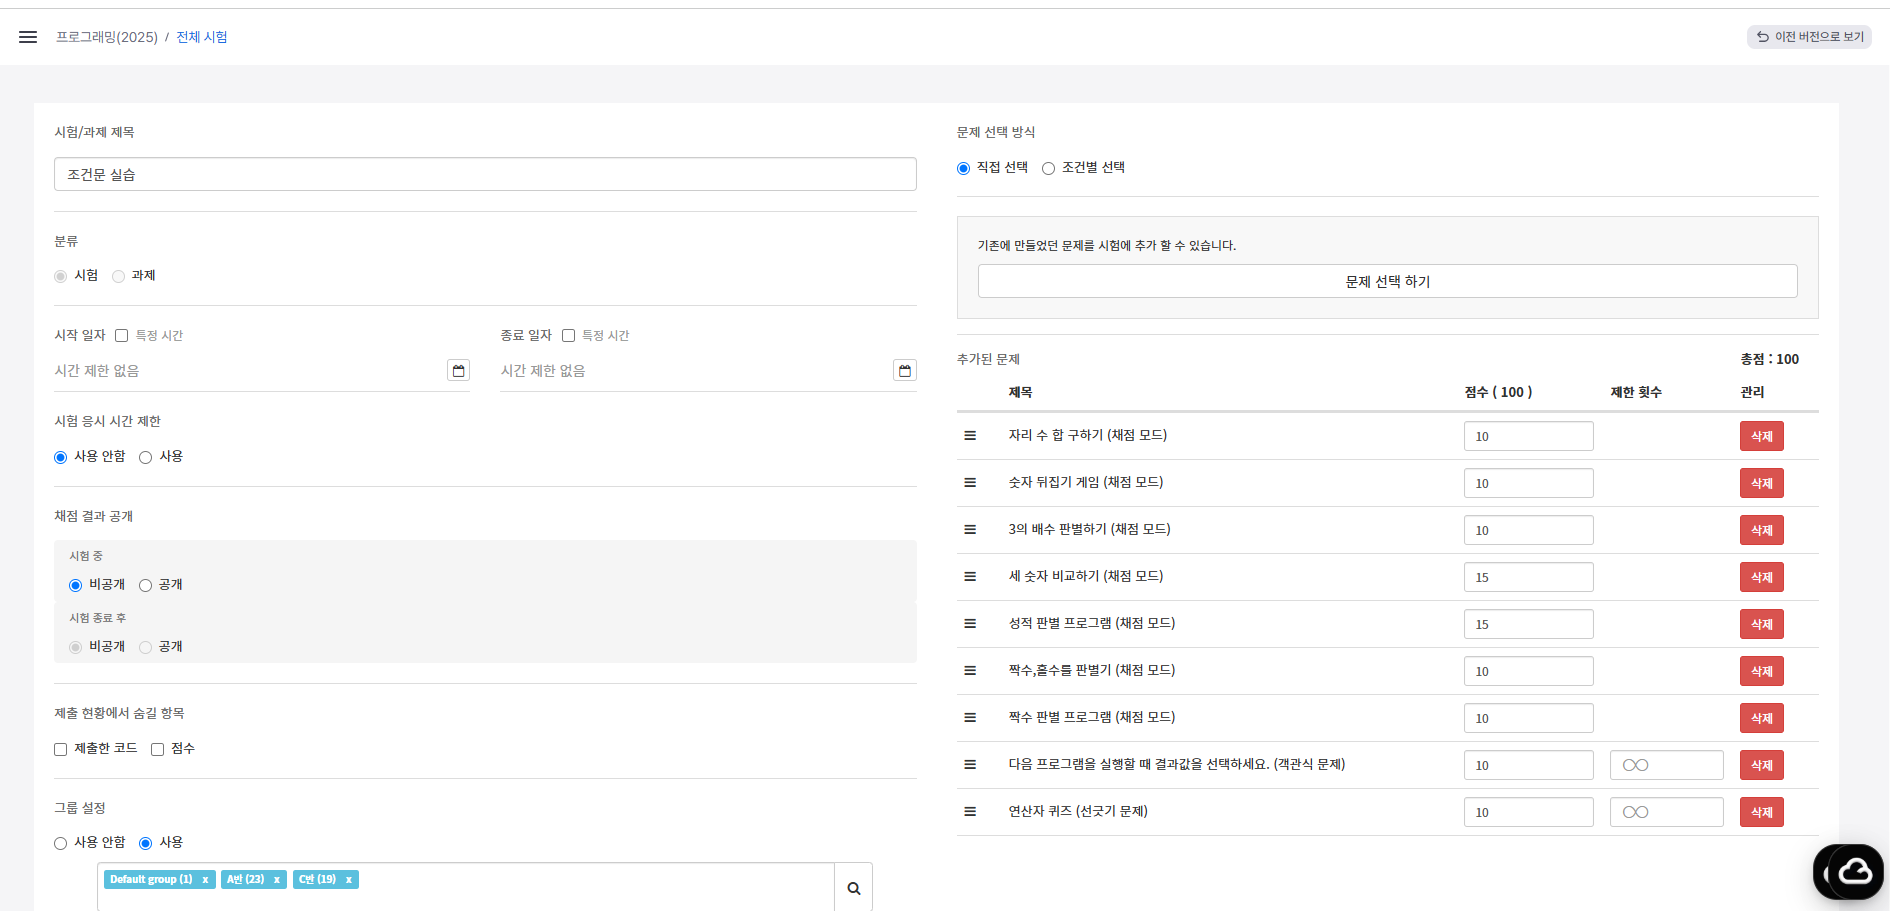 프로그래밍(2025) / 전체 시험
이전 버전으로 보기
시험/과제 제목
조건문 실습
분류
시험 과제
시작 일자 특정 시간
시간 제한 없음
종료 일자 특정 시간
시간 제한 없음
시험 응시 시간 제한
사용 안함 사용
채점 결과 공개
시험 중
비공개 공개
시험 종료 후
비공개 공개
제출 현황에서 숨길 항목
제출한 코드 점수
그룹 설정
사용 안함 사용
Default group (1) x A반 (23) x C반 (19) x
문제 선택 방식
직접 선택 조건별 선택
기존에 만들었던 문제를 시험에 추가 할 수 있습니다.
문제 선택 하기
추가된 문제 총점 : 100
제목 점수 ( 100 ) 제한 횟수 관리
자리 수 합 구하기 (채점 모드) 10 삭제
숫자 뒤집기 게임 (채점 모드) 10 삭제
3의 배수 판별하기 (채점 모드) 10 삭제
세 숫자 비교하기 (채점 모드) 15 삭제
성적 판별 프로그램 (채점 모드) 15 삭제
짝수,홀수를 판별기 (채점 모드) 10 삭제
짝수 판별 프로그램 (채점 모드) 10 삭제
다음 프로그램을 실행할 때 결과값을 선택하세요. (객관식 문제) 10 삭제
연산자 퀴즈 (선긋기 문제) 10 삭제